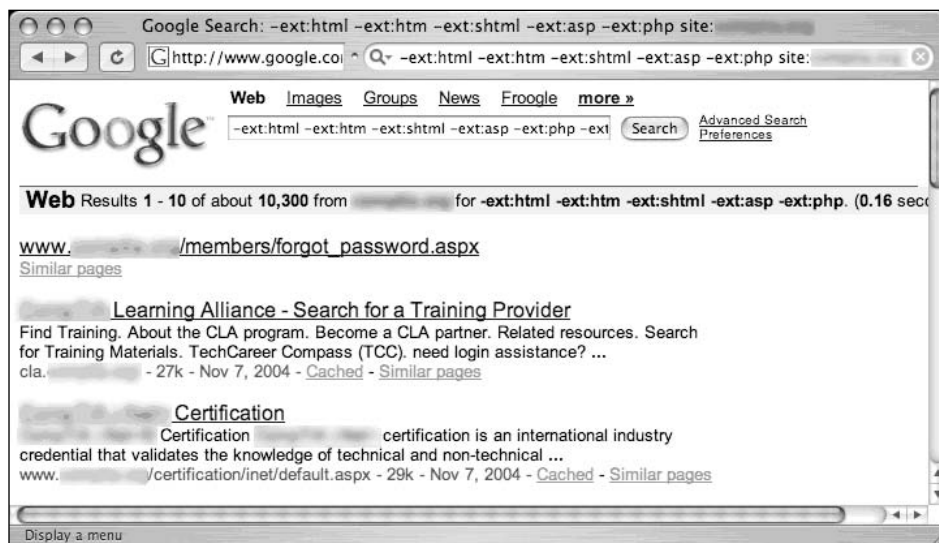 Google Search: -ext:html -ext:htm -ext:shtml -ext:asp -ext:php site:
G http://www.google.co
-ext:html -ext:htm -ext:shtml -ext:asp -ext:php site:
Google
Web Images Groups News Froogle more »
-ext:html -ext:htm -ext:shtml -ext:asp -ext:php -ext
Search
Advanced Search
Preferences
Web Results 1 - 10 of about 10,300 from for -ext:html -ext:htm -ext:shtml -ext:asp -ext:php. (0.16 sec
www. /members/forgot_password.aspx
Similar pages
Learning Alliance - Search for a Training Provider
Find Training. About the CLA program. Become a CLA partner. Related resources. Search
for Training Materials. TechCareer Compass (TCC). need login assistance? ...
cla. - 27k - Nov 7, 2004 - Cached - Similar pages
Certification
Certification certification is an international industry
credential that validates the knowledge of technical and non-technical ...
www. /certification/inet/default.aspx - 29k - Nov 7, 2004 - Cached - Similar pages
Display a menu